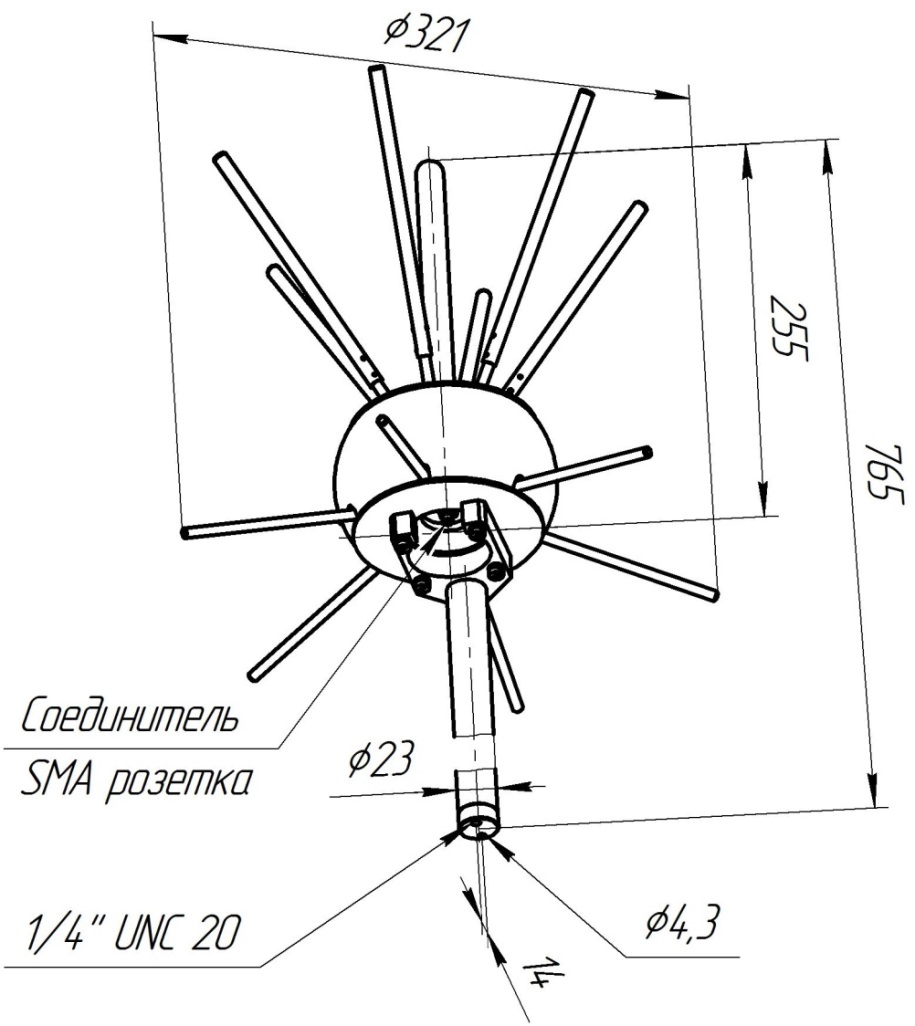 ϕ321
255
765
Соединитель
SMA розетка
ϕ23
1/4" UNC 20
ϕ4,3
14